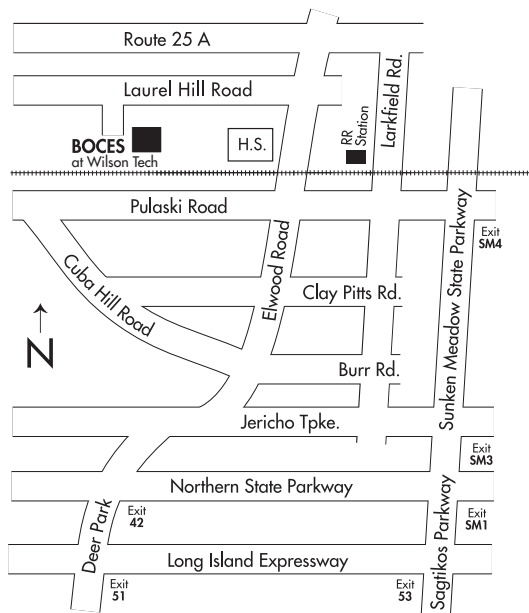 Route 25 A
Laurel Hill Road
Larkfield Rd.
BOCES
at Wilson Tech
H.S.
RR
Station
Pulaski Road
Elwood Road
Sunken Meadow State Parkway
Exit
SM4
Cuba Hill Road
Clay Pitts Rd.
N
Burr Rd.
Jericho Tpke.
Exit
SM3
Northern State Parkway
Deer Park
Exit
42
Sagtikos Parkway
Exit
SM1
Long Island Expressway
Exit
51
Exit
53